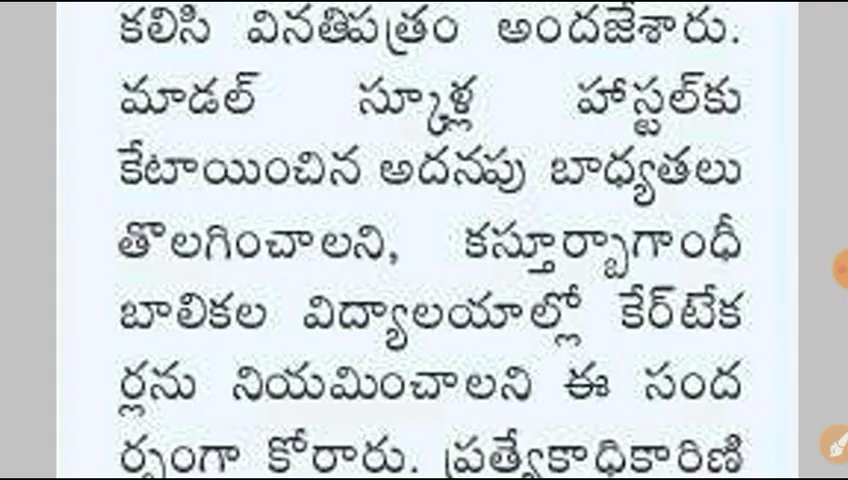 కలిసి వినతిపత్రం అందజేశారు.
మాడల్ స్కూళ్ల హాస్టల్‌కు
కేటాయించిన అదనపు బాధ్యతలు
తొలగించాలని, కస్తూర్బాగాంధీ
బాలికల విద్యాలయాల్లో కేర్‌టేక
ర్లను నియమించాలని ఈ సంద
ర్భంగా కోరారు. ప్రత్యేకాధికారిణి